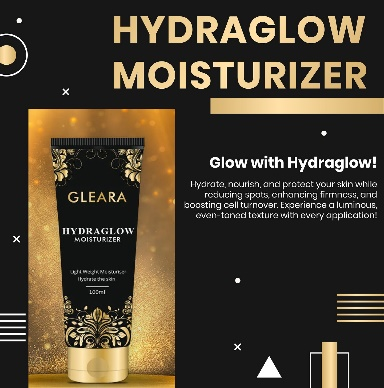 HYDRAGLOW
MOISTURIZER
Glow with Hydraglow!
Hydrate, nourish, and protect your skin while
reducing spots, enhancing firmness, and
boosting cell turnover. Experience a luminous,
even-toned texture with every application!
GLEARA
HYDRAGLOW
MOISTURIZER
Light Weight Moisturiser
Hydrate the skin
100ml